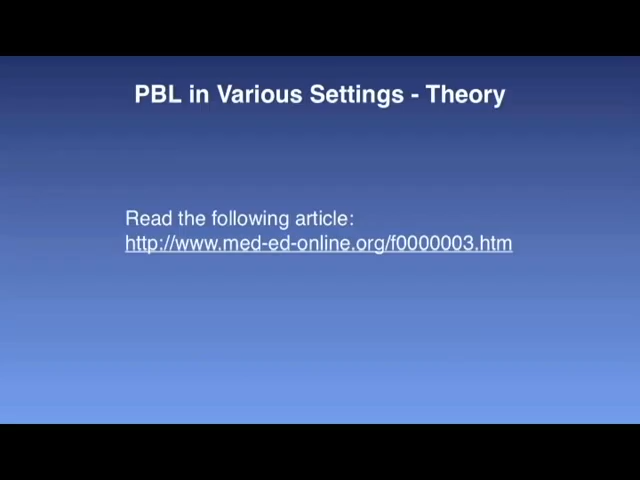 PBL in Various Settings - Theory
Read the following article:
http://www.med-ed-online.org/f0000003.htm